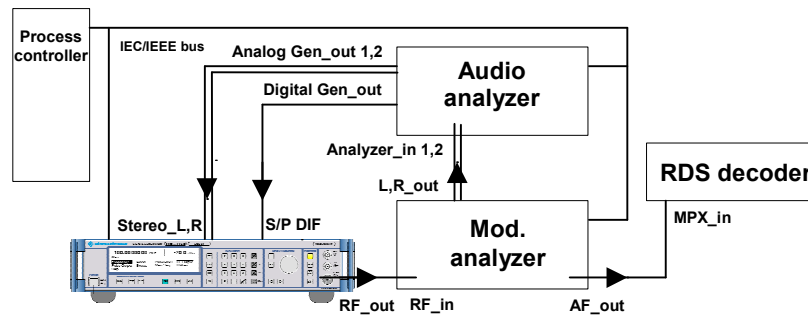 Process
controller
IEC/IEEE bus
Analog Gen_out 1,2
Digital Gen_out
Audio
analyzer
Analyzer_in 1,2
L,R_out
RDS decoder
MPX_in
Stereo_L,R
S/P DIF
Mod.
analyzer
RF_out
RF_in
AF_out